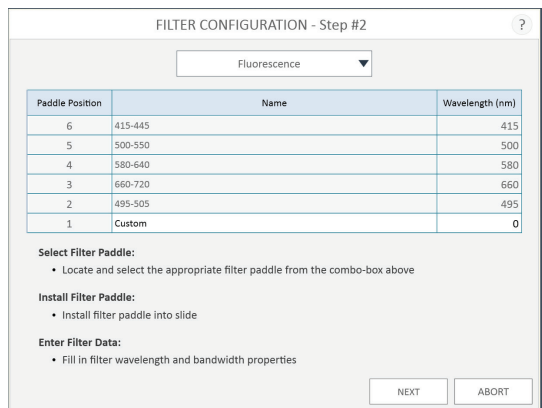 FILTER CONFIGURATION - Step #2
?
Fluorescence
Paddle Position Name Wavelength (nm)
6 415-445 415
5 500-550 500
4 580-640 580
3 660-720 660
2 495-505 495
1 Custom 0
Select Filter Paddle:
• Locate and select the appropriate filter paddle from the combo-box above
Install Filter Paddle:
• Install filter paddle into slide
Enter Filter Data:
• Fill in filter wavelength and bandwidth properties
NEXT ABORT